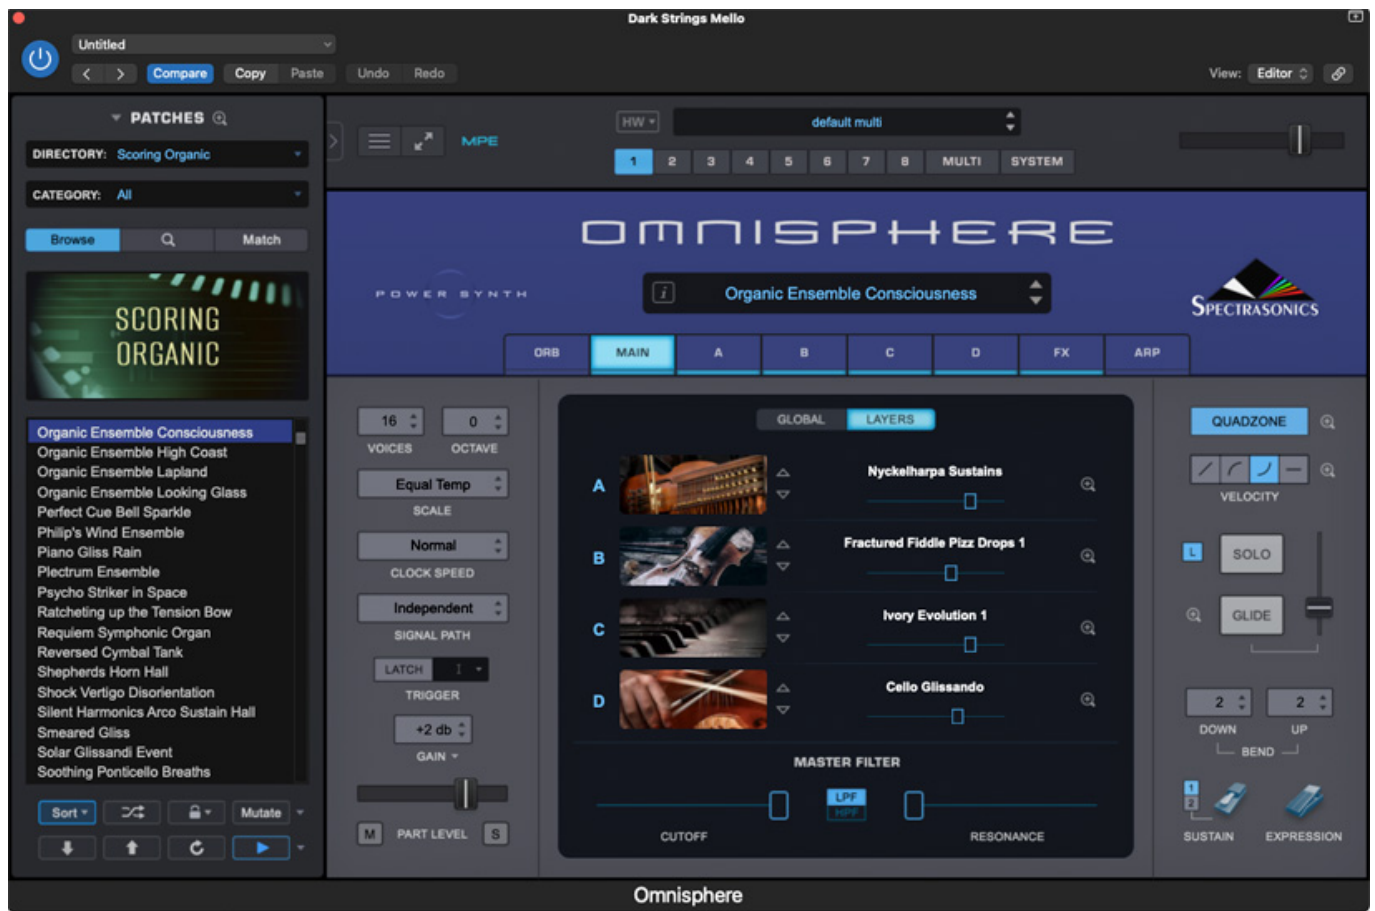 Dark Strings Mello
Untitled
Compare
Copy
Paste
Undo
Redo
View:
Editor
PATCHES
DIRECTORY: Scoring Organic
CATEGORY: All
Browse
Match
SCORING
ORGANIC
Organic Ensemble Consciousness
Organic Ensemble High Coast
Organic Ensemble Lapland
Organic Ensemble Looking Glass
Perfect Cue Bell Sparkle
Philip's Wind Ensemble
Piano Gliss Rain
Plectrum Ensemble
Psycho Striker in Space
Ratcheting up the Tension Bow
Requiem Symphonic Organ
Reversed Cymbal Tank
Shepherds Horn Hall
Shock Vertigo Disorientation
Silent Harmonics Arco Sustain Hall
Smeared Gliss
Solar Glissandi Event
Soothing Ponticello Breaths
Sort
Mutate
MPE
HW
default multi
1 2 3 4 5 6 7 8 MULTI SYSTEM
OMNISPHERE
POWER SYNTH
i
Organic Ensemble Consciousness
SPECTRASONICS
ORB MAIN A B C D FX ARP
16
0
VOICES
OCTAVE
Equal Temp
SCALE
Normal
CLOCK SPEED
Independent
SIGNAL PATH
LATCH
TRIGGER
+2 db
GAIN
M PART LEVEL S
GLOBAL
LAYERS
A
Nyckelharpa Sustains
B
Fractured Fiddle Pizz Drops 1
C
Ivory Evolution 1
D
Cello Glissando
MASTER FILTER
LPF
HPF
CUTOFF
RESONANCE
QUADZONE
VELOCITY
L
SOLO
GLIDE
2
2
DOWN
UP
BEND
1
2
SUSTAIN
EXPRESSION
Omnisphere